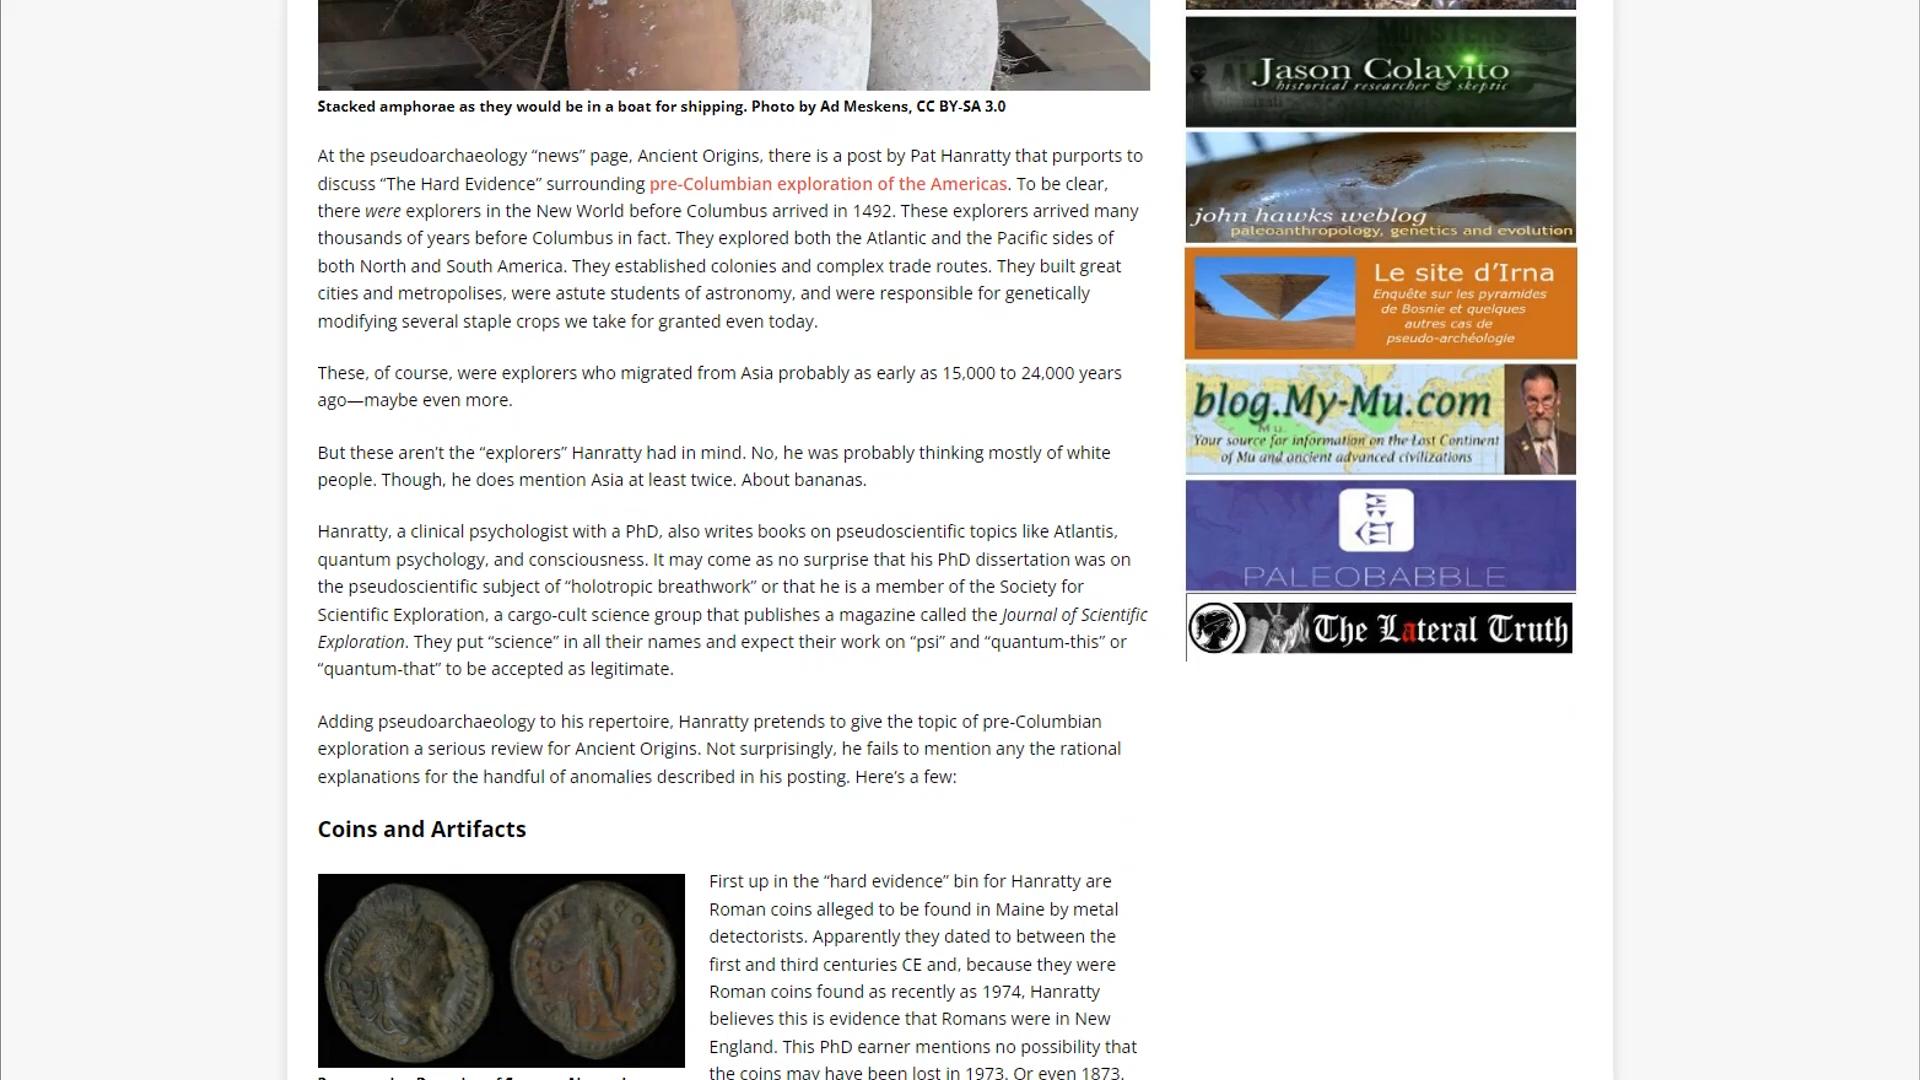 Stacked amphorae as they would be in a boat for shipping. Photo by Ad Meskens, CC BY-SA 3.0
At the pseudoarchaeology “news” page, Ancient Origins, there is a post by Pat Hanratty that purports to
discuss “The Hard Evidence” surrounding pre-Columbian exploration of the Americas. To be clear,
there were explorers in the New World before Columbus arrived in 1492. These explorers arrived many
thousands of years before Columbus in fact. They explored both the Atlantic and the Pacific sides of
both North and South America. They established colonies and complex trade routes. They built great
cities and metropolises, were astute students of astronomy, and were responsible for genetically
modifying several staple crops we take for granted even today.
These, of course, were explorers who migrated from Asia probably as early as 15,000 to 24,000 years
ago—maybe even more.
But these aren’t the “explorers” Hanratty had in mind. No, he was probably thinking mostly of white
people. Though, he does mention Asia at least twice. About bananas.
Hanratty, a clinical psychologist with a PhD, also writes books on pseudoscientific topics like Atlantis,
quantum psychology, and consciousness. It may come as no surprise that his PhD dissertation was on
the pseudoscientific subject of “holotropic breathwork” or that he is a member of the Society for
Scientific Exploration, a cargo-cult science group that publishes a magazine called the Journal of Scientific
Exploration. They put “science” in all their names and expect their work on “psi” and “quantum-this” or
“quantum-that” to be accepted as legitimate.
Adding pseudoarchaeology to his repertoire, Hanratty pretends to give the topic of pre-Columbian
exploration a serious review for Ancient Origins. Not surprisingly, he fails to mention any the rational
explanations for the handful of anomalies described in his posting. Here’s a few:
Coins and Artifacts
First up in the “hard evidence” bin for Hanratty are
Roman coins alleged to be found in Maine by metal
detectorists. Apparently they dated to between the
first and third centuries CE and, because they were
Roman coins found as recently as 1974, Hanratty
believes this is evidence that Romans were in New
England. This PhD earner mentions no possibility that
the coins may have been lost in 1973. Or even 1873.
Jason Colavito
historical researcher & skeptic
john hawks weblog
paleoanthropology, genetics and evolution
Le site d’Irna
Enquête sur les pyramides
de Bosnie et quelques
autres cas de
pseudo-archéologie
blog.My-Mu.com
Mu
Your source for information on the Lost Continent
of Mu and ancient advanced civilizations
PALEOBABBLE
The Lateral Truth